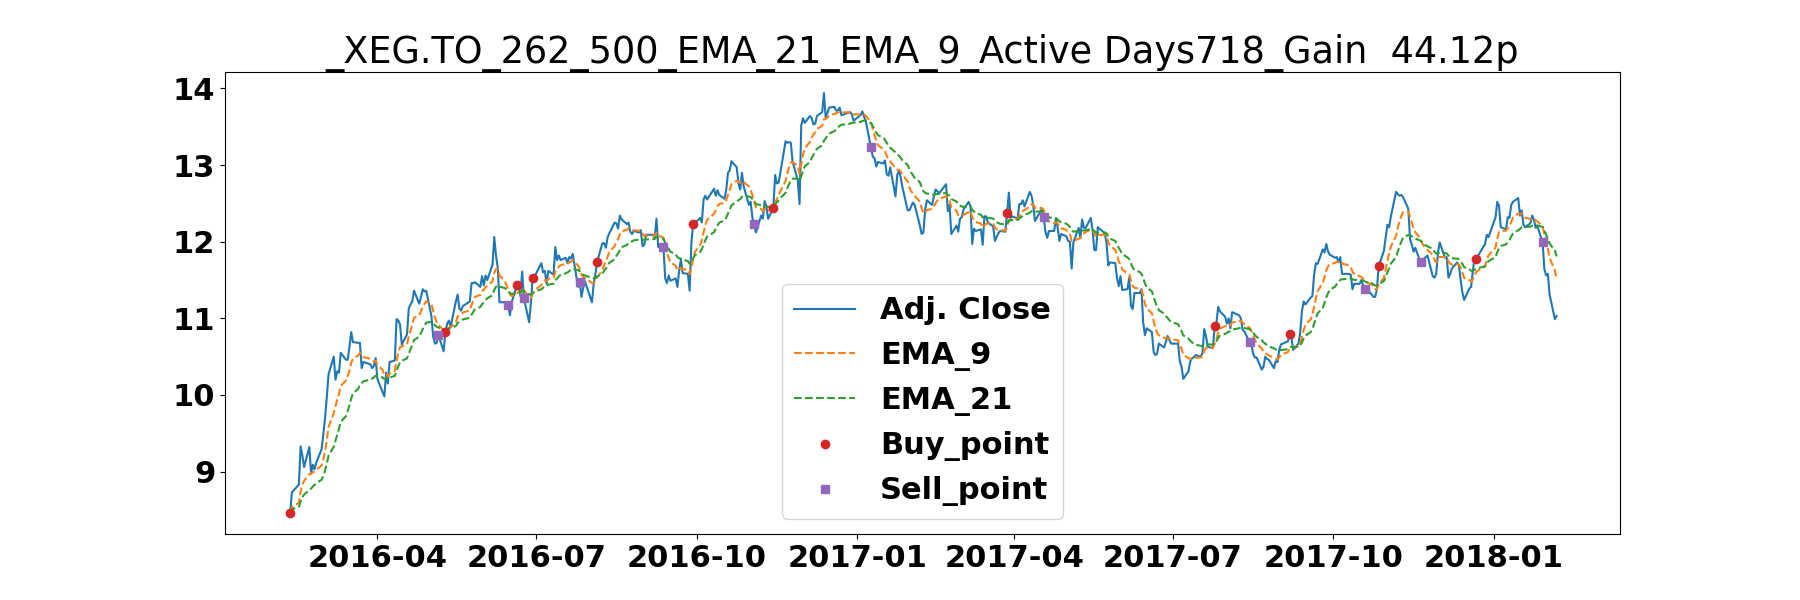 _XEG.TO_262_500_EMA_21_EMA_9_Active Days718_Gain  44.12p
14
13
12
11
10
9
Adj. Close
EMA_9
EMA_21
Buy_point
Sell_point
2016-04 2016-07 2016-10 2017-01 2017-04 2017-07 2017-10 2018-01